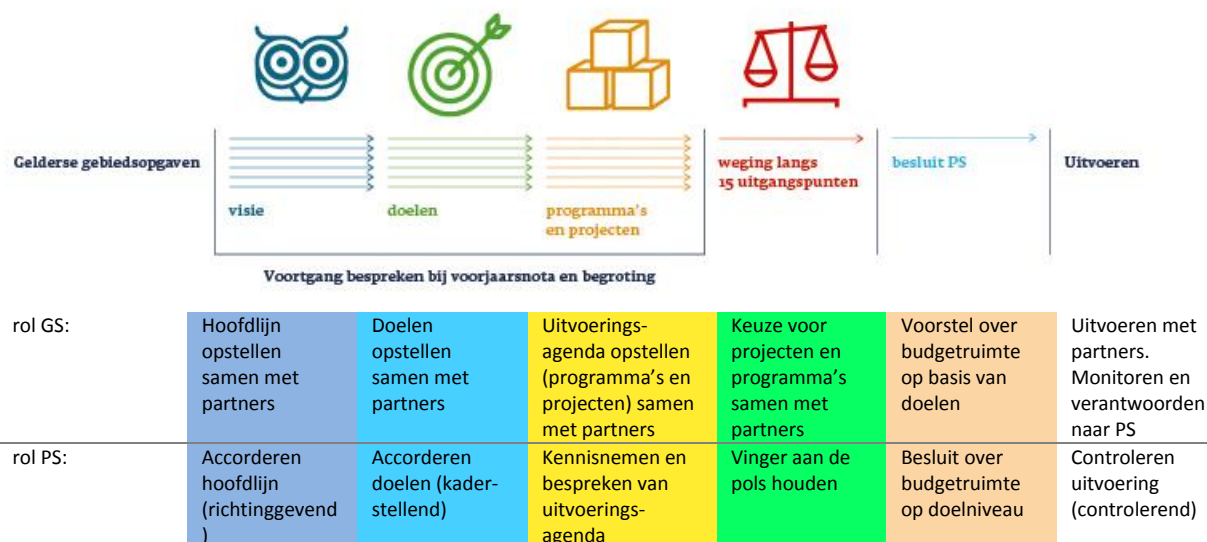 Gelderse gebiedsopgaven
visie
doelen
programma's
en projecten
weging langs
15 uitgangspunten
besluit PS
Uitvoeren
Voortgang bespreken bij voorjaarsnota en begroting
rol GS:
Hoofdlijn
opstellen
samen met
partners
Doelen
opstellen
samen met
partners
Uitvoerings-
agenda opstellen
(programma's en
projecten) samen
met partners
Keuze voor
projecten en
programma's
samen met
partners
Voorstel over
budgetruimte
op basis van
doelen
Uitvoeren met
partners.
Monitoren en
verantwoorden
naar PS
rol PS:
Accorderen
hoofdlijn
(richtinggevend
)
Accorderen
doelen (kader-
stellend)
Kennisnemen en
bespreken van
uitvoerings-
agenda
Vinger aan de
pols houden
Besluit over
budgetruimte
op doelniveau
Controleren
uitvoering
(controlerend)